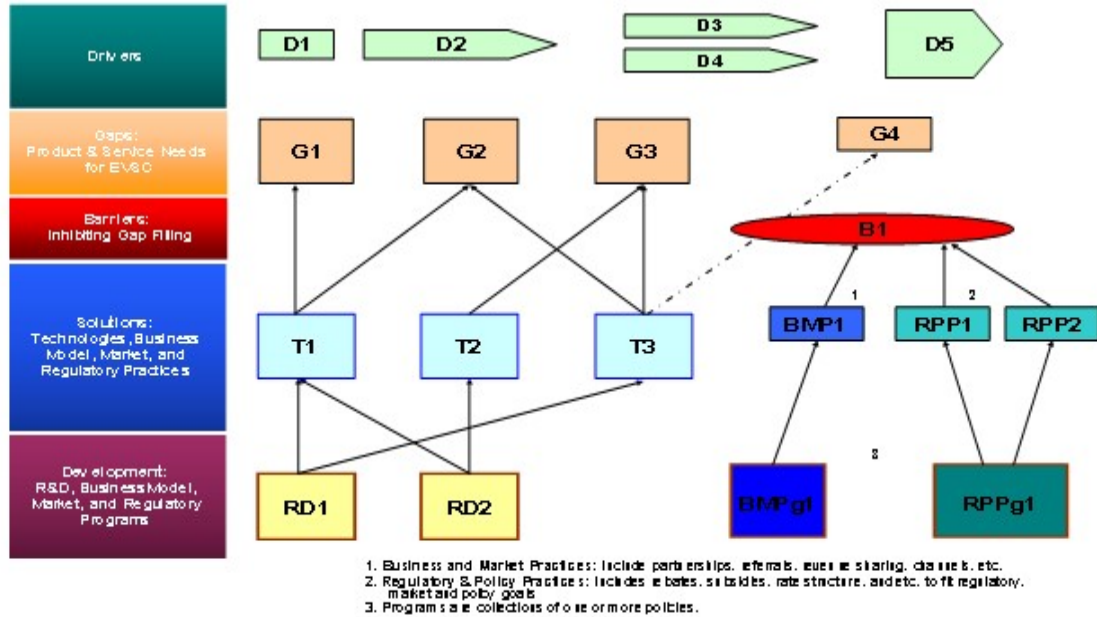 Drivers
D1
D2
D3
D4
D5
Gaps:
Product & Service Needs
for EVSC
G1
G2
G3
G4
Barriers:
Inhibiting Gap Filling
B1
Solutions:
Technologies, Business
Model, Market, and
Regulatory Practices
T1
T2
T3
1
BMP1
2
RPP1
RPP2
Development:
R&D, Business Model,
Market, and Regulatory
Programs
RD1
RD2
3
BMPg1
RPPg1
1. Business and Market Practices: Include partnerships, referrals, revenue sharing, channels, etc.
2. Regulatory & Policy Practices: Includes rebates, subsidies, rate structure, and etc. to fit regulatory,
market and policy goals
3. Programs are collections of one or more policies.